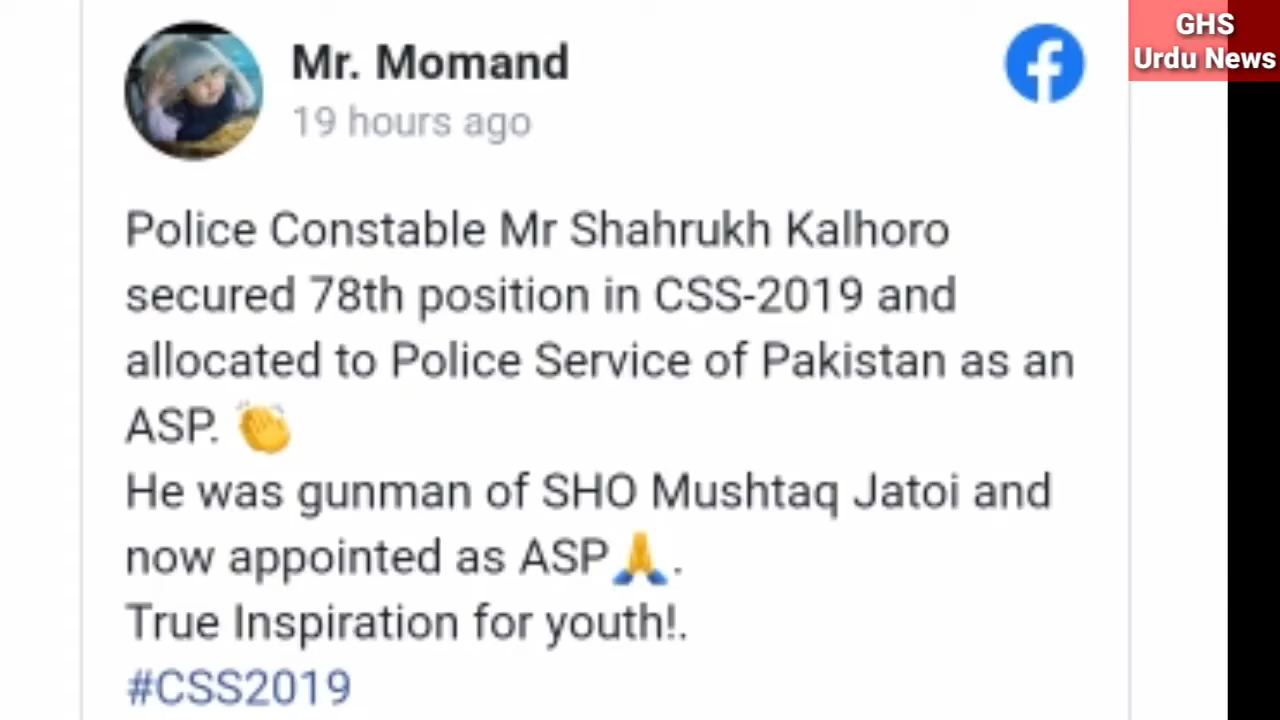 GHS
Urdu News
Mr. Momand
19 hours ago
Police Constable Mr Shahrukh Kalhoro
secured 78th position in CSS-2019 and
allocated to Police Service of Pakistan as an
ASP. 👏
He was gunman of SHO Mushtaq Jatoi and
now appointed as ASP🙏.
True Inspiration for youth!.
#CSS2019